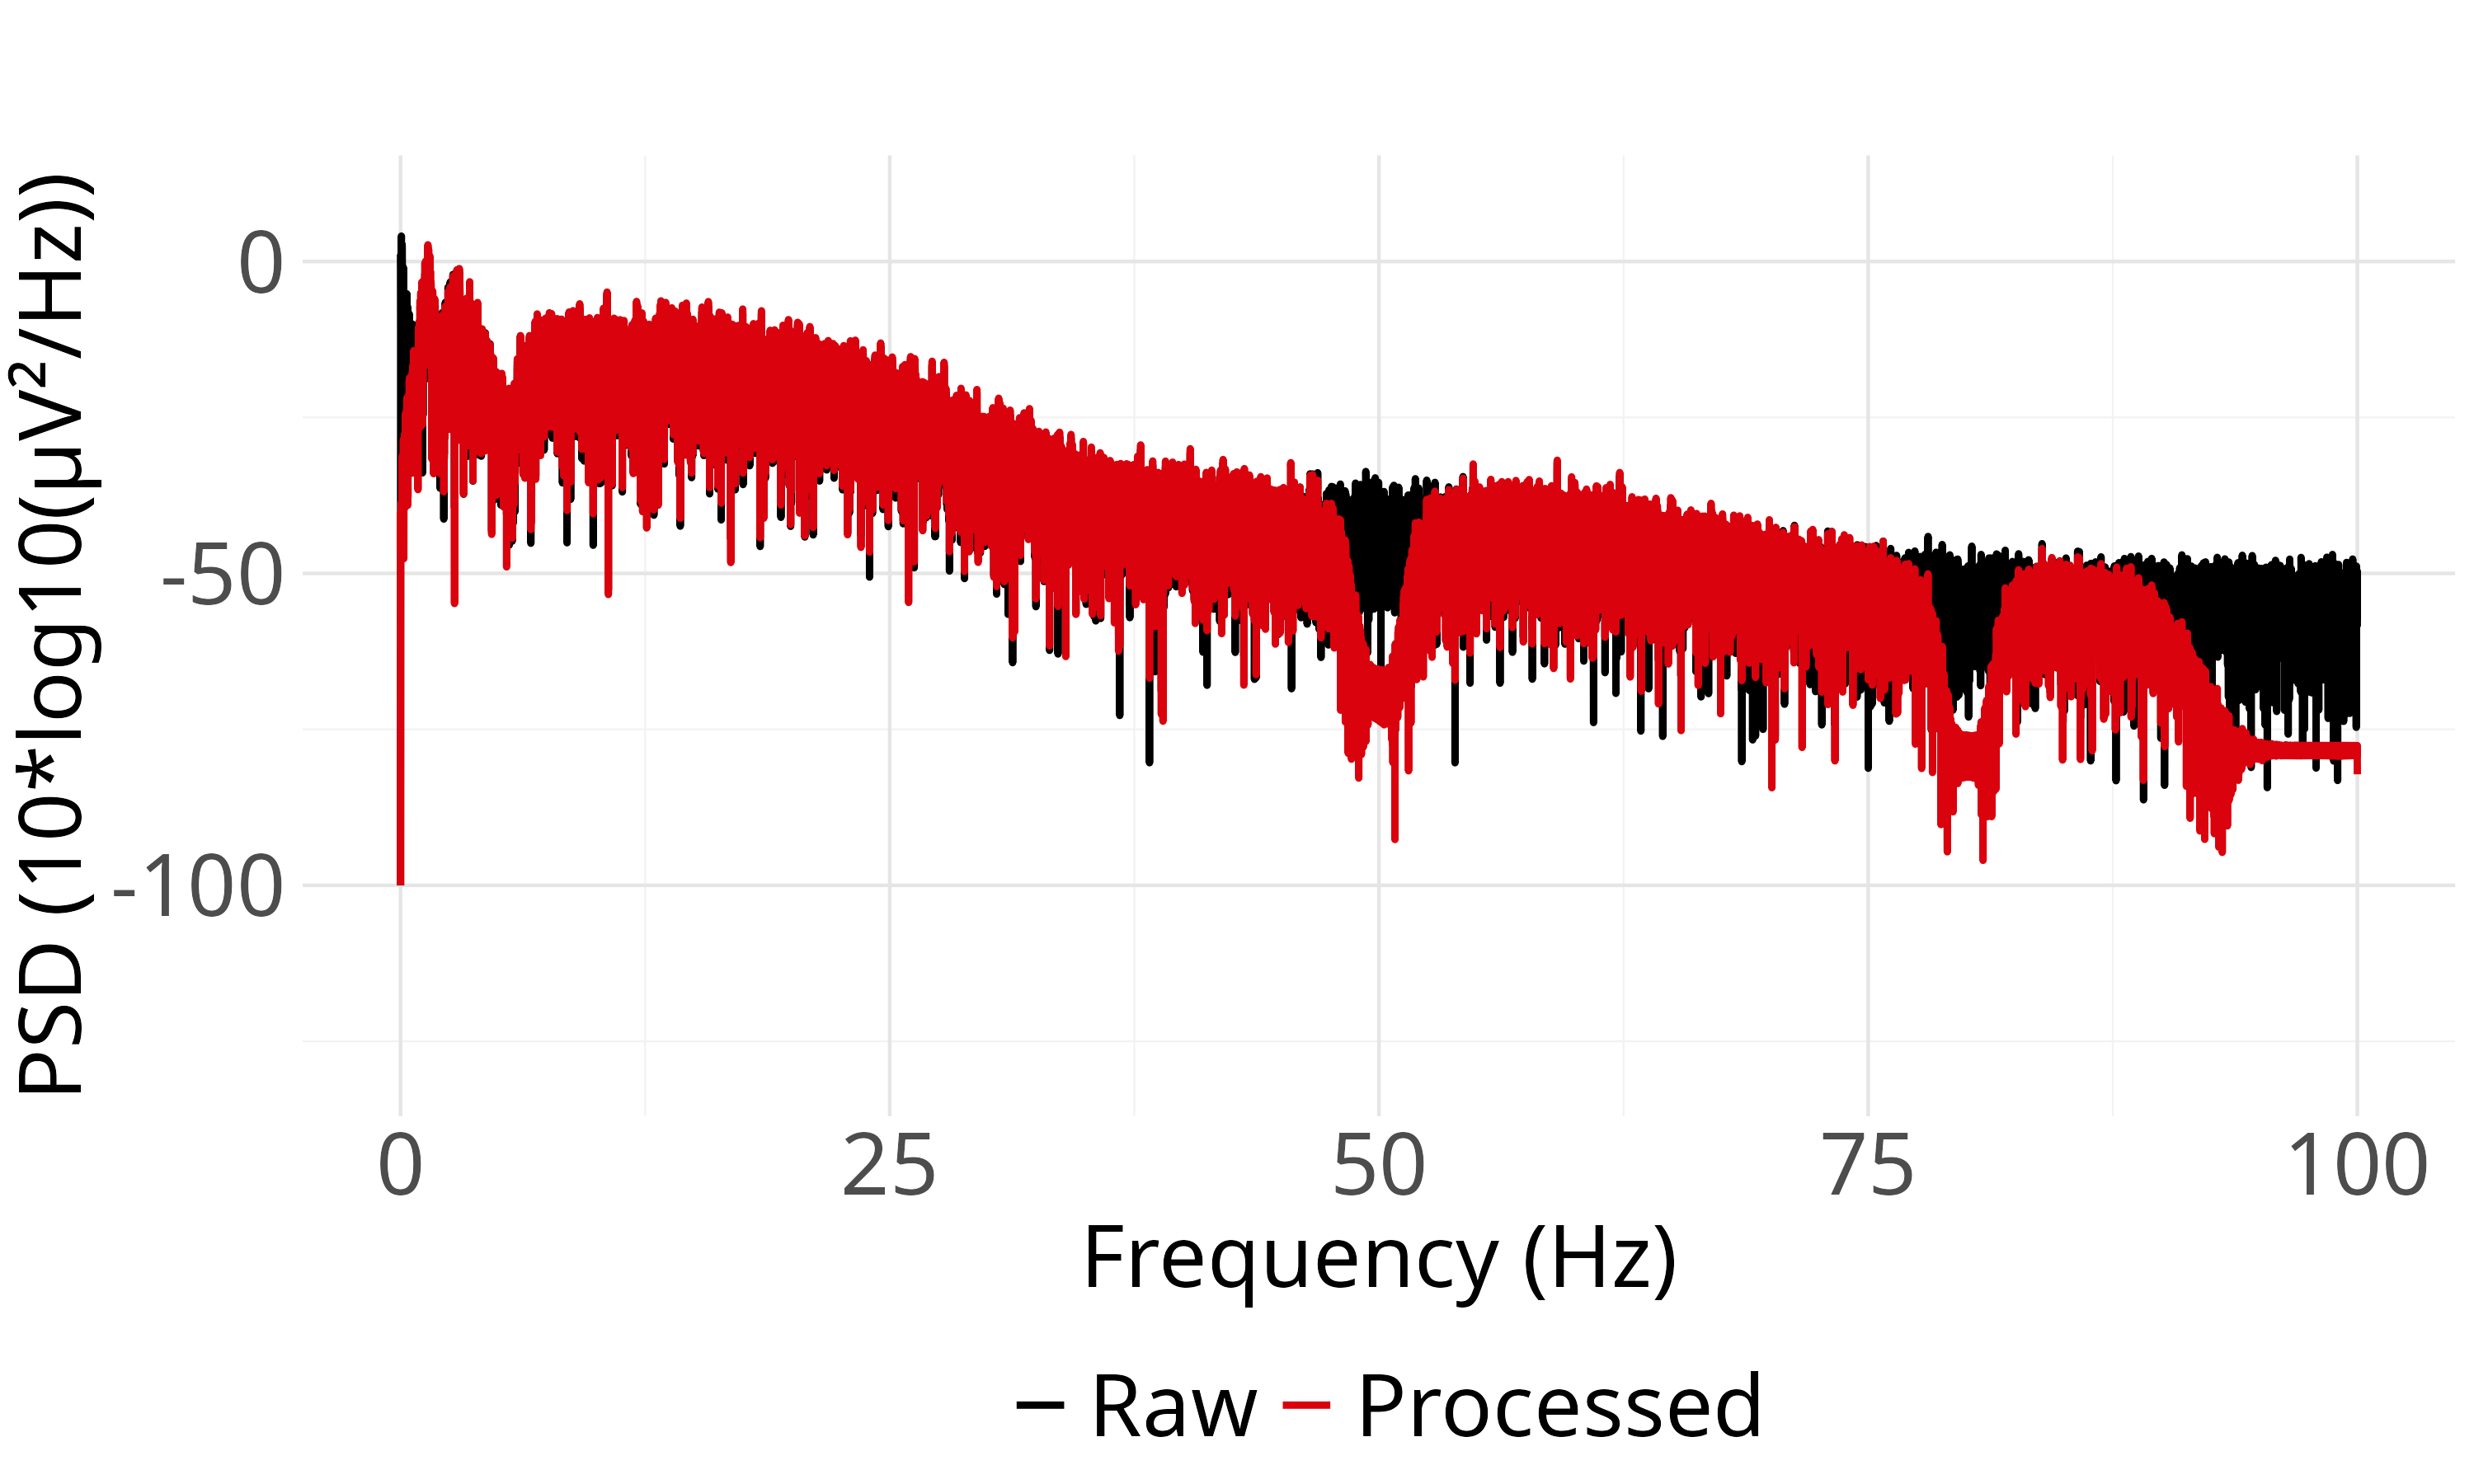 PSD (10*log10(µV²/Hz))
0
-50
-100
0 25 50 75 100
Frequency (Hz)
Raw Processed